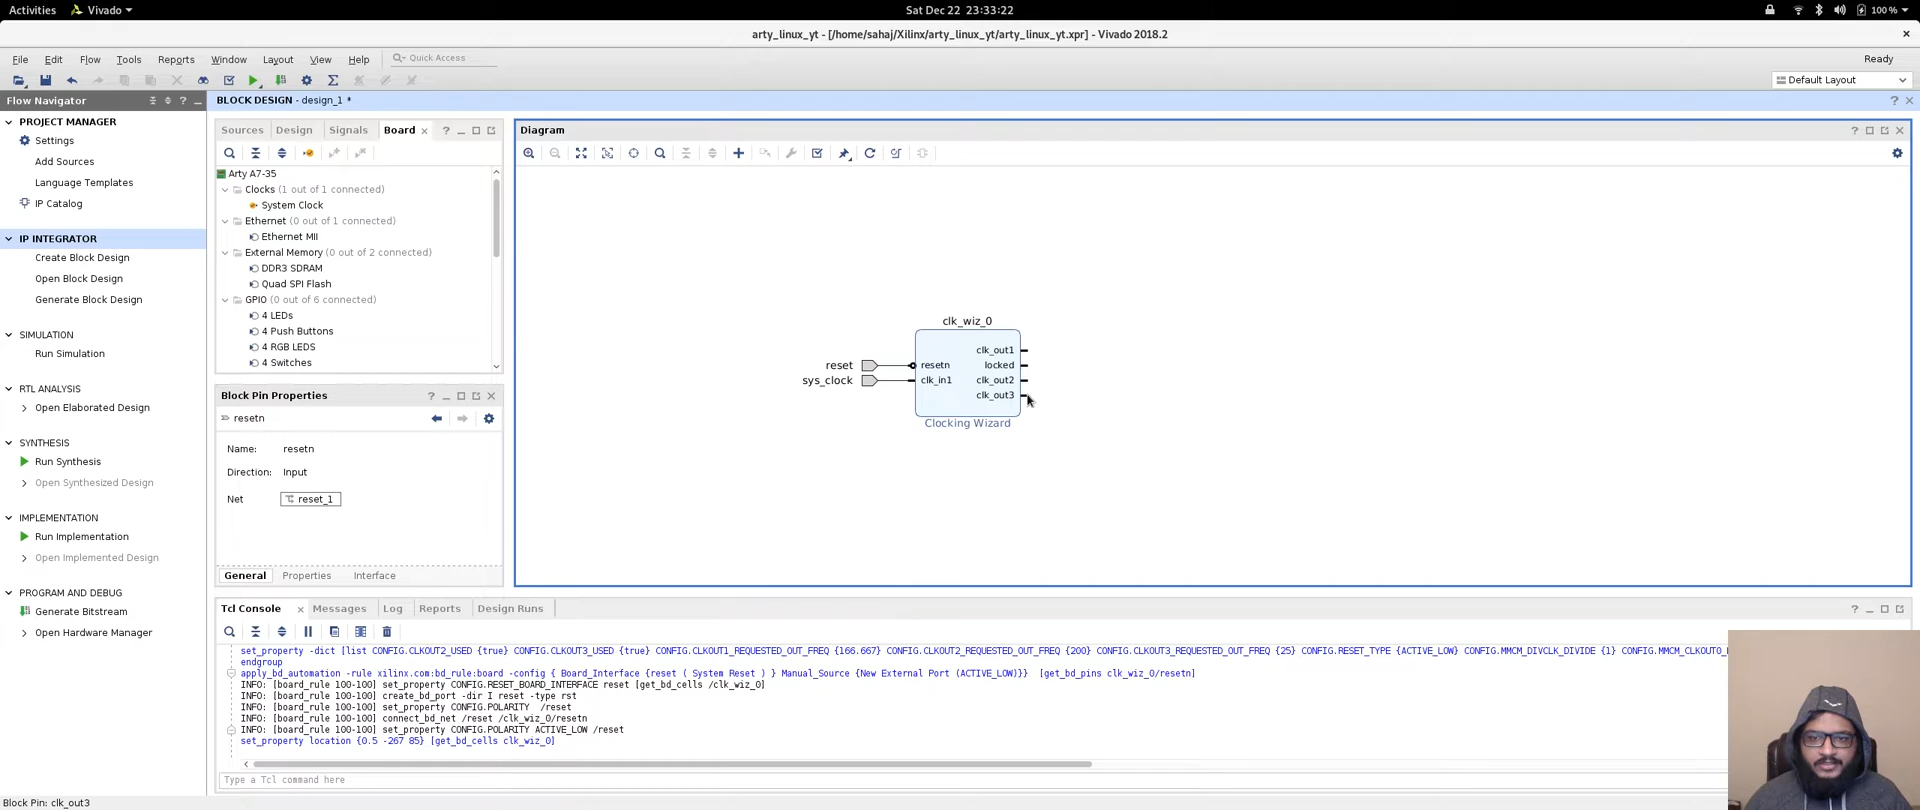 Activities
Vivado
Sat Dec 22 23:33:22
100 %
arty_linux_yt - [/home/sahaj/Xilinx/arty_linux_yt/arty_linux_yt.xpr] - Vivado 2018.2
File Edit Flow Tools Reports Window Layout View Help
Quick Access
Ready
Default Layout
Flow Navigator
PROJECT MANAGER
Settings
Add Sources
Language Templates
IP Catalog
IP INTEGRATOR
Create Block Design
Open Block Design
Generate Block Design
SIMULATION
Run Simulation
RTL ANALYSIS
Open Elaborated Design
SYNTHESIS
Run Synthesis
Open Synthesized Design
IMPLEMENTATION
Run Implementation
Open Implemented Design
PROGRAM AND DEBUG
Generate Bitstream
Open Hardware Manager
BLOCK DESIGN - design_1 *
Sources Design Signals Board
Arty A7-35
Clocks (1 out of 1 connected)
System Clock
Ethernet (0 out of 1 connected)
Ethernet MII
External Memory (0 out of 2 connected)
DDR3 SDRAM
Quad SPI Flash
GPIO (0 out of 6 connected)
4 LEDs
4 Push Buttons
4 RGB LEDS
4 Switches
Block Pin Properties
resetn
Name: resetn
Direction: Input
Net reset_1
General Properties Interface
Diagram
clk_wiz_0
clk_out1
reset
resetn
locked
sys_clock
clk_in1
clk_out2
clk_out3
Clocking Wizard
Tcl Console Messages Log Reports Design Runs
set_property -dict [list CONFIG.CLKOUT2_USED {true} CONFIG.CLKOUT3_USED {true} CONFIG.CLKOUT1_REQUESTED_OUT_FREQ {166.667} CONFIG.CLKOUT2_REQUESTED_OUT_FREQ {200} CONFIG.CLKOUT3_REQUESTED_OUT_FREQ {25} CONFIG.RESET_TYPE {ACTIVE_LOW} CONFIG.MMCM_DIVCLK_DIVIDE {1} CONFIG.MMCM_CLKOUT0_
endgroup
apply_bd_automation -rule xilinx.com:bd_rule:board -config { Board_Interface {reset ( System Reset ) } Manual_Source {New External Port (ACTIVE_LOW)}} [get_bd_pins clk_wiz_0/resetn]
INFO: [board_rule 100-100] set_property CONFIG.RESET_BOARD_INTERFACE reset [get_bd_cells /clk_wiz_0]
INFO: [board_rule 100-100] create_bd_port -dir I reset -type rst
INFO: [board_rule 100-100] set_property CONFIG.POLARITY /reset
INFO: [board_rule 100-100] connect_bd_net /reset /clk_wiz_0/resetn
INFO: [board_rule 100-100] set_property CONFIG.POLARITY ACTIVE_LOW /reset
set_property location {0.5 -267 85} [get_bd_cells clk_wiz_0]
Type a Tcl command here
Block Pin: clk_out3